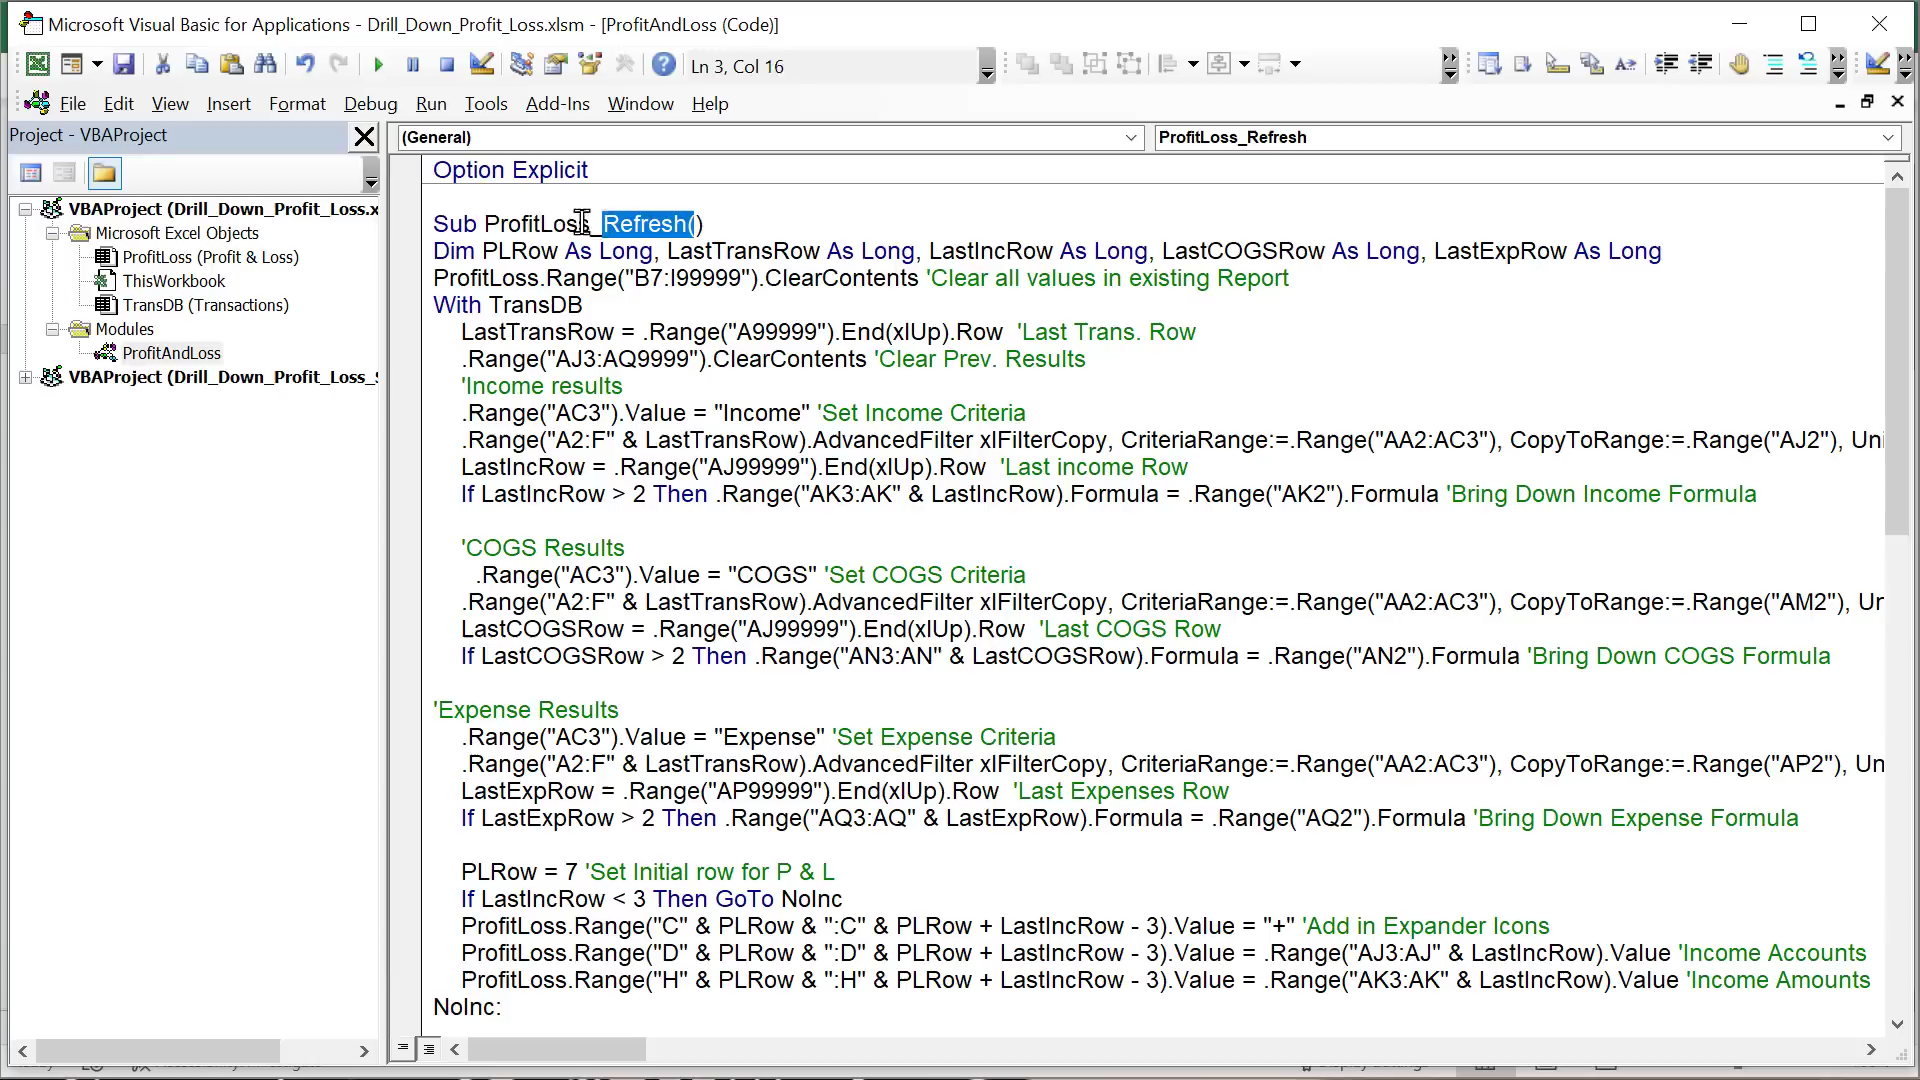 Microsoft Visual Basic for Applications - Drill_Down_Profit_Loss.xlsm - [ProfitAndLoss (Code)]
Ln 3, Col 16
File Edit View Insert Format Debug Run Tools Add-Ins Window Help
Project - VBAProject
(General)
ProfitLoss_Refresh
VBAProject (Drill_Down_Profit_Loss.x
Microsoft Excel Objects
ProfitLoss (Profit & Loss)
ThisWorkbook
TransDB (Transactions)
Modules
ProfitAndLoss
VBAProject (Drill_Down_Profit_Loss_S
Option Explicit
Sub ProfitLoss_Refresh()
Dim PLRow As Long, LastTransRow As Long, LastIncRow As Long, LastCOGSRow As Long, LastExpRow As Long
ProfitLoss.Range("B7:I99999").ClearContents 'Clear all values in existing Report
With TransDB
LastTransRow = .Range("A99999").End(xlUp).Row 'Last Trans. Row
.Range("AJ3:AQ9999").ClearContents 'Clear Prev. Results
'Income results
.Range("AC3").Value = "Income" 'Set Income Criteria
.Range("A2:F" & LastTransRow).AdvancedFilter xlFilterCopy, CriteriaRange:=.Range("AA2:AC3"), CopyToRange:=.Range("AJ2"), Uni
LastIncRow = .Range("AJ99999").End(xlUp).Row 'Last income Row
If LastIncRow > 2 Then .Range("AK3:AK" & LastIncRow).Formula = .Range("AK2").Formula 'Bring Down Income Formula
'COGS Results
.Range("AC3").Value = "COGS" 'Set COGS Criteria
.Range("A2:F" & LastTransRow).AdvancedFilter xlFilterCopy, CriteriaRange:=.Range("AA2:AC3"), CopyToRange:=.Range("AM2"), Un
LastCOGSRow = .Range("AJ99999").End(xlUp).Row 'Last COGS Row
If LastCOGSRow > 2 Then .Range("AN3:AN" & LastCOGSRow).Formula = .Range("AN2").Formula 'Bring Down COGS Formula
'Expense Results
.Range("AC3").Value = "Expense" 'Set Expense Criteria
.Range("A2:F" & LastTransRow).AdvancedFilter xlFilterCopy, CriteriaRange:=.Range("AA2:AC3"), CopyToRange:=.Range("AP2"), Un
LastExpRow = .Range("AP99999").End(xlUp).Row 'Last Expenses Row
If LastExpRow > 2 Then .Range("AQ3:AQ" & LastExpRow).Formula = .Range("AQ2").Formula 'Bring Down Expense Formula
PLRow = 7 'Set Initial row for P & L
If LastIncRow < 3 Then GoTo NoInc
ProfitLoss.Range("C" & PLRow & ":C" & PLRow + LastIncRow - 3).Value = "+" 'Add in Expander Icons
ProfitLoss.Range("D" & PLRow & ":D" & PLRow + LastIncRow - 3).Value = .Range("AJ3:AJ" & LastIncRow).Value 'Income Accounts
ProfitLoss.Range("H" & PLRow & ":H" & PLRow + LastIncRow - 3).Value = .Range("AK3:AK" & LastIncRow).Value 'Income Amounts
NoInc: